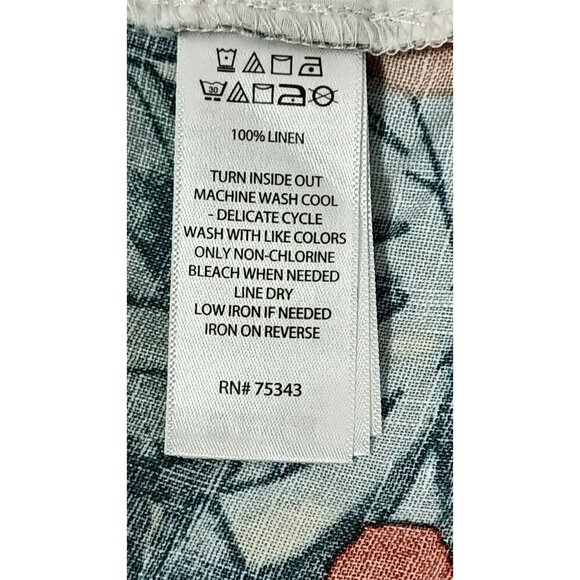 30
100% LINEN
TURN INSIDE OUT
MACHINE WASH COOL
- DELICATE CYCLE
WASH WITH LIKE COLORS
ONLY NON-CHLORINE
BLEACH WHEN NEEDED
LINE DRY
LOW IRON IF NEEDED
IRON ON REVERSE
RN# 75343